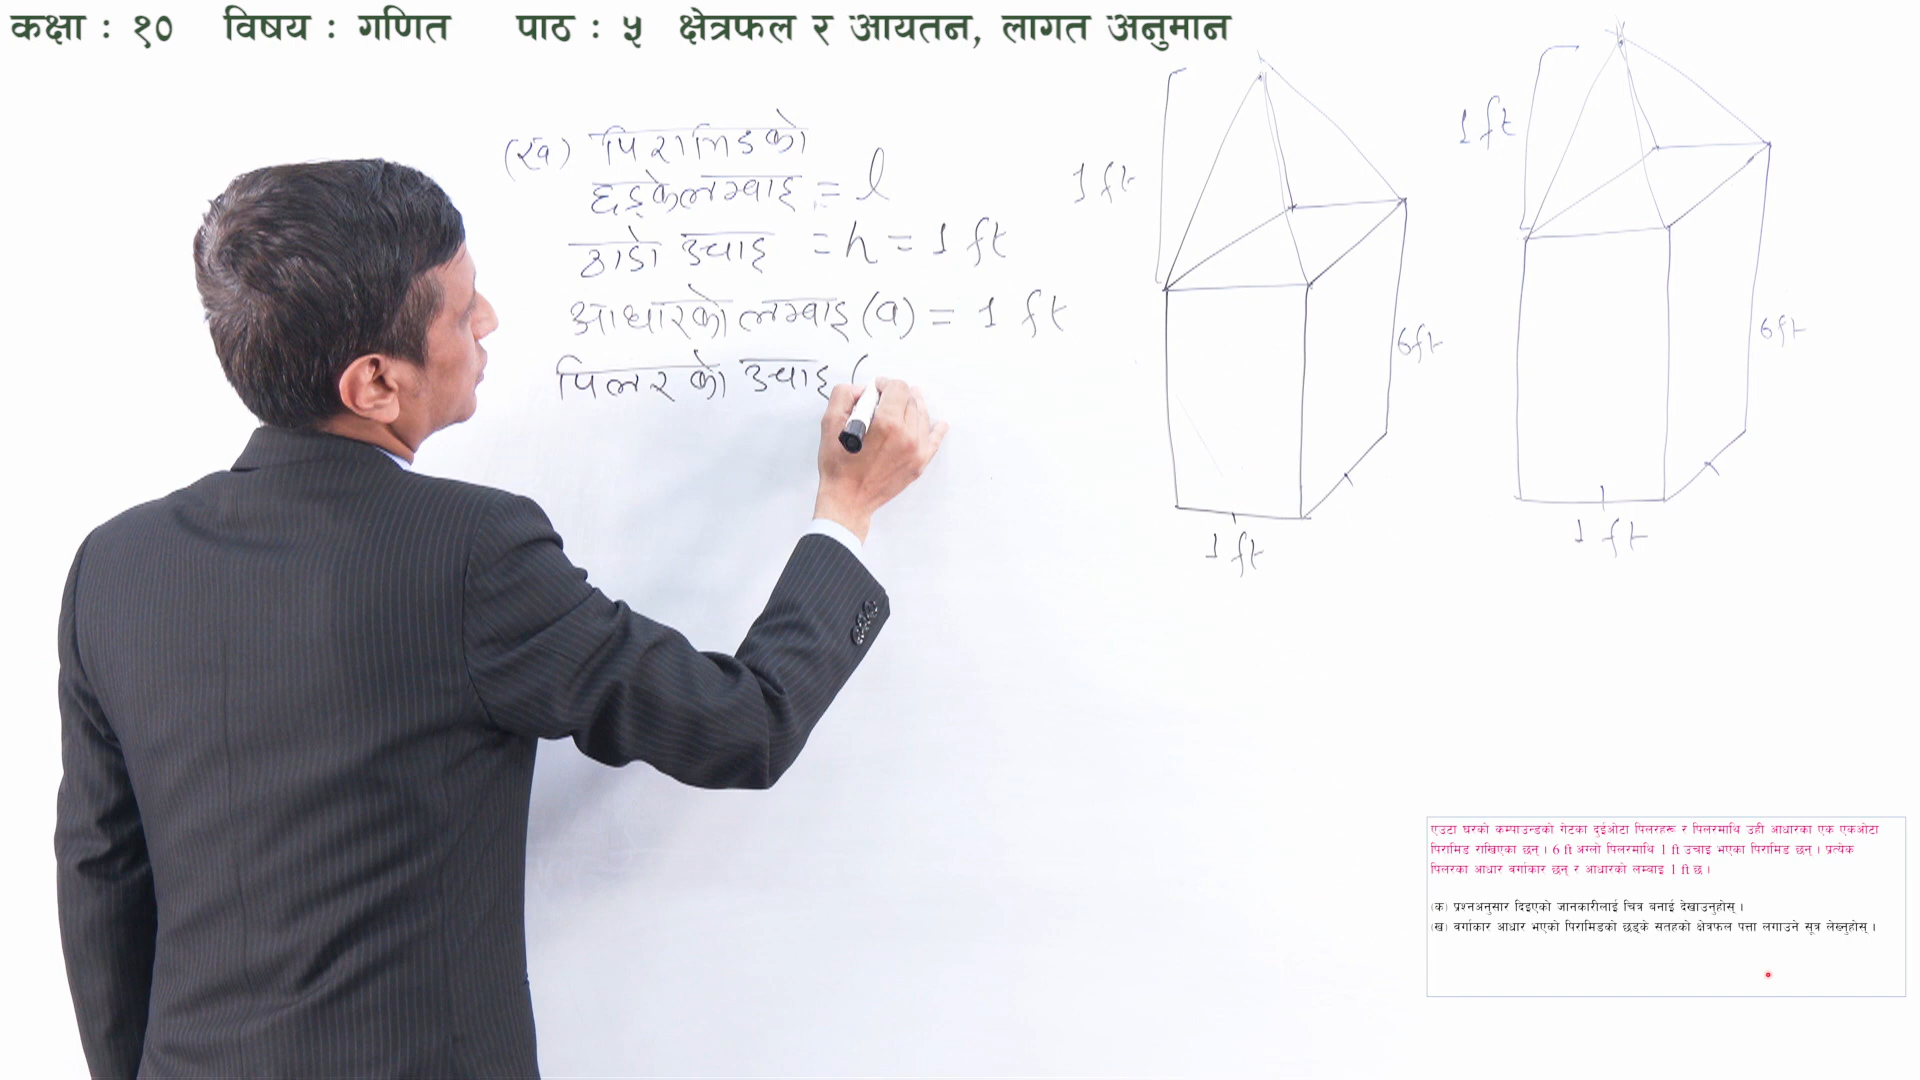 कक्षा : १० विषय : गणित पाठ : ५ क्षेत्रफल र आयतन, लागत अनुमान
(ख) पिरामिडको
छड्केलम्बाइ = l
ठाडो उचाइ = h = 1 ft
आधारको लम्बाइ (a) = 1 ft
पिलरको उचाइ (
1 ft
6ft
1 ft
1 ft
6ft
1 ft
एउटा घरको कम्पाउन्डको गेटका दुईओटा पिलरहरू र पिलरमाथि उही आधारका एक एकओटा
पिरामिड राखिएका छन् । 6 ft अग्लो पिलरमाथि 1 ft उचाइ भएका पिरामिड छन् । प्रत्येक
पिलरका आधार वर्गाकार छन् र आधारको लम्बाइ 1 ft छ ।
(क) प्रश्नअनुसार दिइएको जानकारीलाई चित्र बनाई देखाउनुहोस् ।
(ख) वर्गाकार आधार भएको पिरामिडको छड्के सतहको क्षेत्रफल पत्ता लगाउने सूत्र लेख्नुहोस् ।